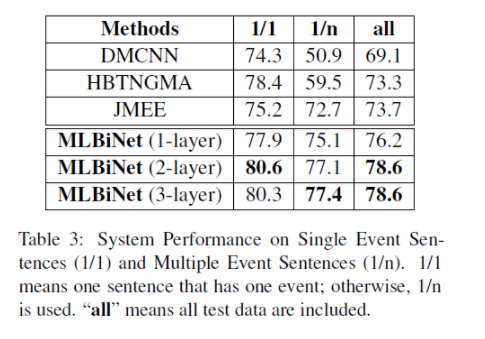 Methods 1/1 1/n all
DMCNN 74.3 50.9 69.1
HBTNGMA 78.4 59.5 73.3
JMEE 75.2 72.7 73.7
MLBiNet (1-layer) 77.9 75.1 76.2
MLBiNet (2-layer) 80.6 77.1 78.6
MLBiNet (3-layer) 80.3 77.4 78.6
Table 3: System Performance on Single Event Sen-
tences (1/1) and Multiple Event Sentences (1/n). 1/1
means one sentence that has one event; otherwise, 1/n
is used. “all” means all test data are included.